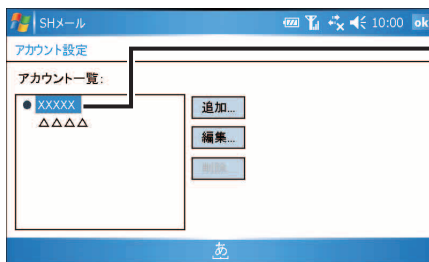 SHメール 10:00 ok
アカウント設定
アカウント一覧:
● XXXXX
△△△△
追加...
編集...
削除...
あ